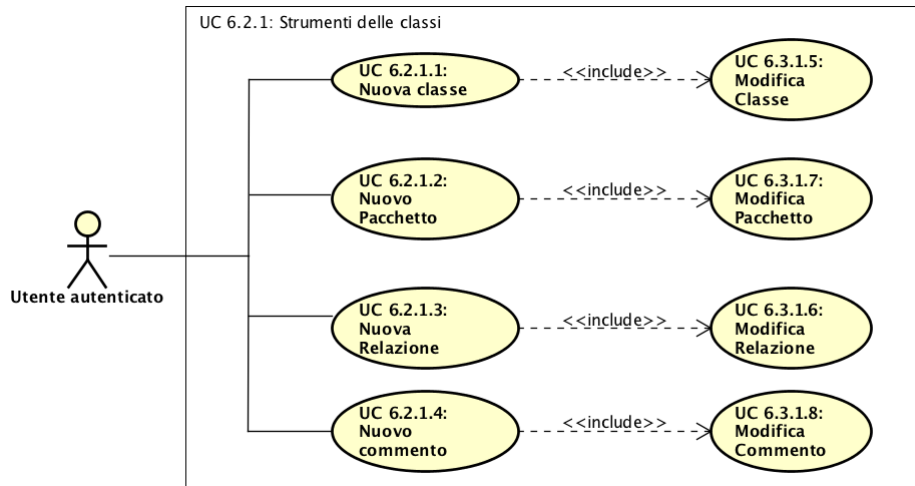 UC 6.2.1: Strumenti delle classi
UC 6.2.1.1:
Nuova classe
<<include>>
UC 6.3.1.5:
Modifica
Classe
UC 6.2.1.2:
Nuovo
Pacchetto
<<include>>
UC 6.3.1.7:
Modifica
Pacchetto
Utente autenticato
UC 6.2.1.3:
Nuova
Relazione
<<include>>
UC 6.3.1.6:
Modifica
Relazione
UC 6.2.1.4:
Nuovo
commento
<<include>>
UC 6.3.1.8:
Modifica
Commento